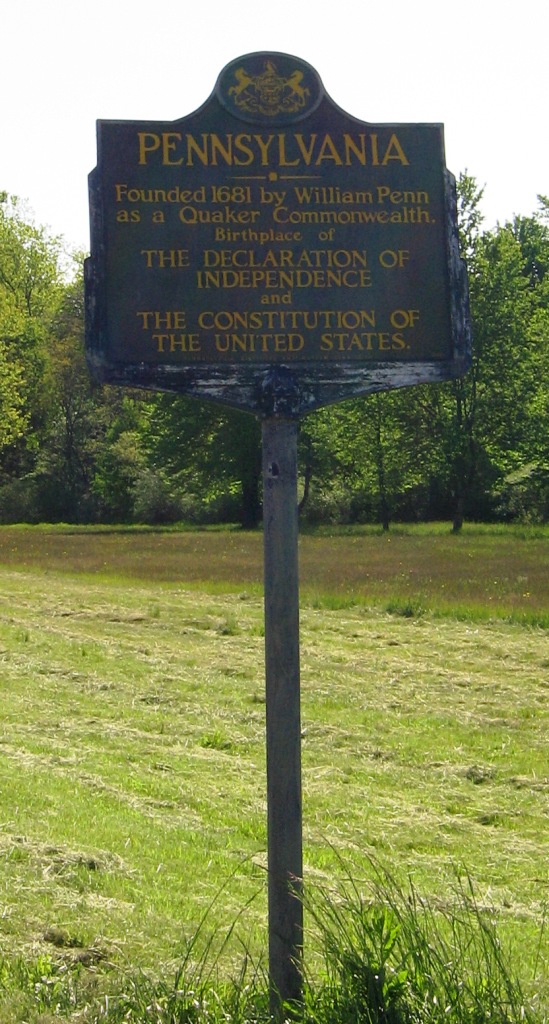 PENNSYLVANIA
Founded 1681 by William Penn
as a Quaker Commonwealth.
Birthplace of
THE DECLARATION OF
INDEPENDENCE
and
THE CONSTITUTION OF
THE UNITED STATES.